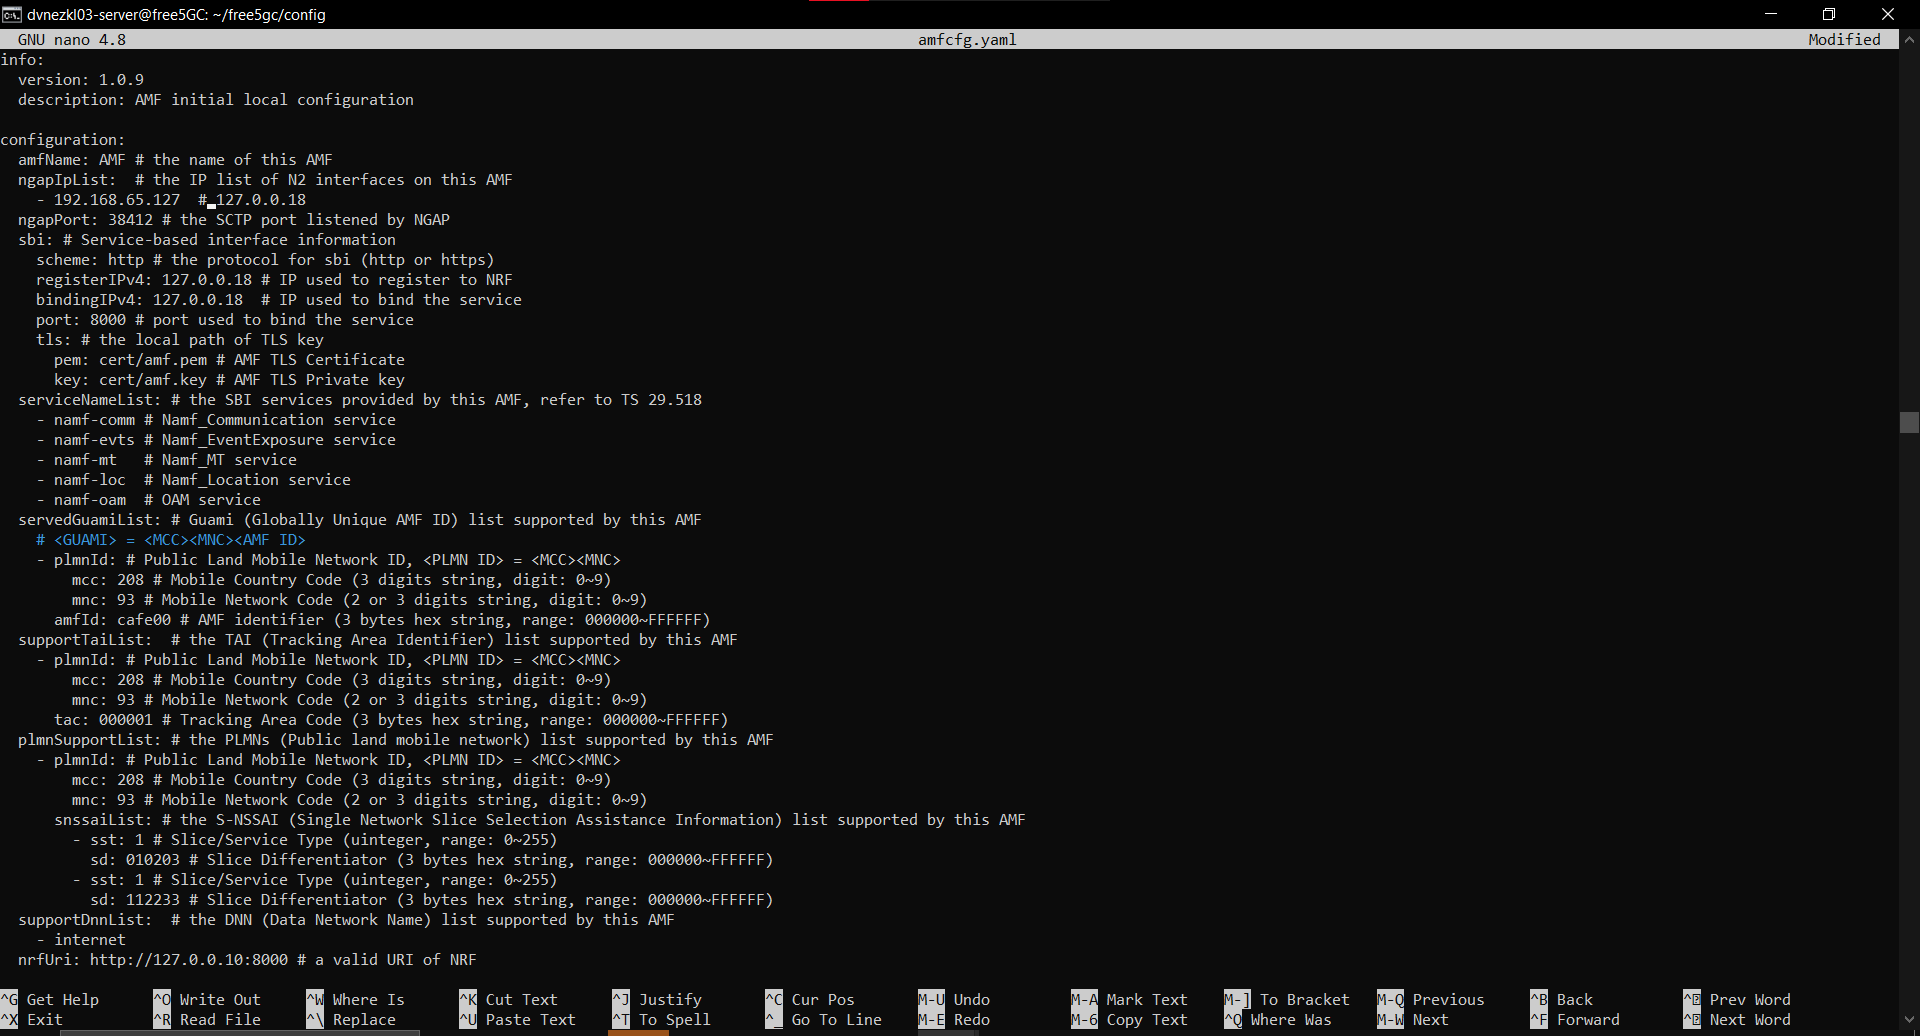 dvnezkl03-server@free5GC: ~/free5gc/config
GNU nano 4.8 amfcfg.yaml Modified
info:
  version: 1.0.9
  description: AMF initial local configuration

configuration:
  amfName: AMF # the name of this AMF
  ngapIpList:  # the IP list of N2 interfaces on this AMF
    - 192.168.65.127  # 127.0.0.18
  ngapPort: 38412 # the SCTP port listened by NGAP
  sbi: # Service-based interface information
    scheme: http # the protocol for sbi (http or https)
    registerIPv4: 127.0.0.18 # IP used to register to NRF
    bindingIPv4: 127.0.0.18  # IP used to bind the service
    port: 8000 # port used to bind the service
    tls: # the local path of TLS key
      pem: cert/amf.pem # AMF TLS Certificate
      key: cert/amf.key # AMF TLS Private key
  serviceNameList: # the SBI services provided by this AMF, refer to TS 29.518
    - namf-comm # Namf_Communication service
    - namf-evts # Namf_EventExposure service
    - namf-mt   # Namf_MT service
    - namf-loc  # Namf_Location service
    - namf-oam  # OAM service
  servedGuamiList: # Guami (Globally Unique AMF ID) list supported by this AMF
    # <GUAMI> = <MCC><MNC><AMF ID>
    - plmnId: # Public Land Mobile Network ID, <PLMN ID> = <MCC><MNC>
        mcc: 208 # Mobile Country Code (3 digits string, digit: 0~9)
        mnc: 93 # Mobile Network Code (2 or 3 digits string, digit: 0~9)
      amfId: cafe00 # AMF identifier (3 bytes hex string, range: 000000~FFFFFF)
  supportTaiList:  # the TAI (Tracking Area Identifier) list supported by this AMF
    - plmnId: # Public Land Mobile Network ID, <PLMN ID> = <MCC><MNC>
        mcc: 208 # Mobile Country Code (3 digits string, digit: 0~9)
        mnc: 93 # Mobile Network Code (2 or 3 digits string, digit: 0~9)
      tac: 000001 # Tracking Area Code (3 bytes hex string, range: 000000~FFFFFF)
  plmnSupportList: # the PLMNs (Public land mobile network) list supported by this AMF
    - plmnId: # Public Land Mobile Network ID, <PLMN ID> = <MCC><MNC>
        mcc: 208 # Mobile Country Code (3 digits string, digit: 0~9)
        mnc: 93 # Mobile Network Code (2 or 3 digits string, digit: 0~9)
      snssaiList: # the S-NSSAI (Single Network Slice Selection Assistance Information) list supported by this AMF
        - sst: 1 # Slice/Service Type (uinteger, range: 0~255)
          sd: 010203 # Slice Differentiator (3 bytes hex string, range: 000000~FFFFFF)
        - sst: 1 # Slice/Service Type (uinteger, range: 0~255)
          sd: 112233 # Slice Differentiator (3 bytes hex string, range: 000000~FFFFFF)
  supportDnnList:  # the DNN (Data Network Name) list supported by this AMF
    - internet
  nrfUri: http://127.0.0.10:8000 # a valid URI of NRF

^G Get Help ^O Write Out ^W Where Is ^K Cut Text ^J Justify ^C Cur Pos M-U Undo M-A Mark Text M-] To Bracket M-Q Previous ^B Back ^ Prev Word
^X Exit ^R Read File ^\ Replace ^U Paste Text ^T To Spell ^_ Go To Line M-E Redo M-6 Copy Text ^Q Where Was M-W Next ^F Forward ^ Next Word